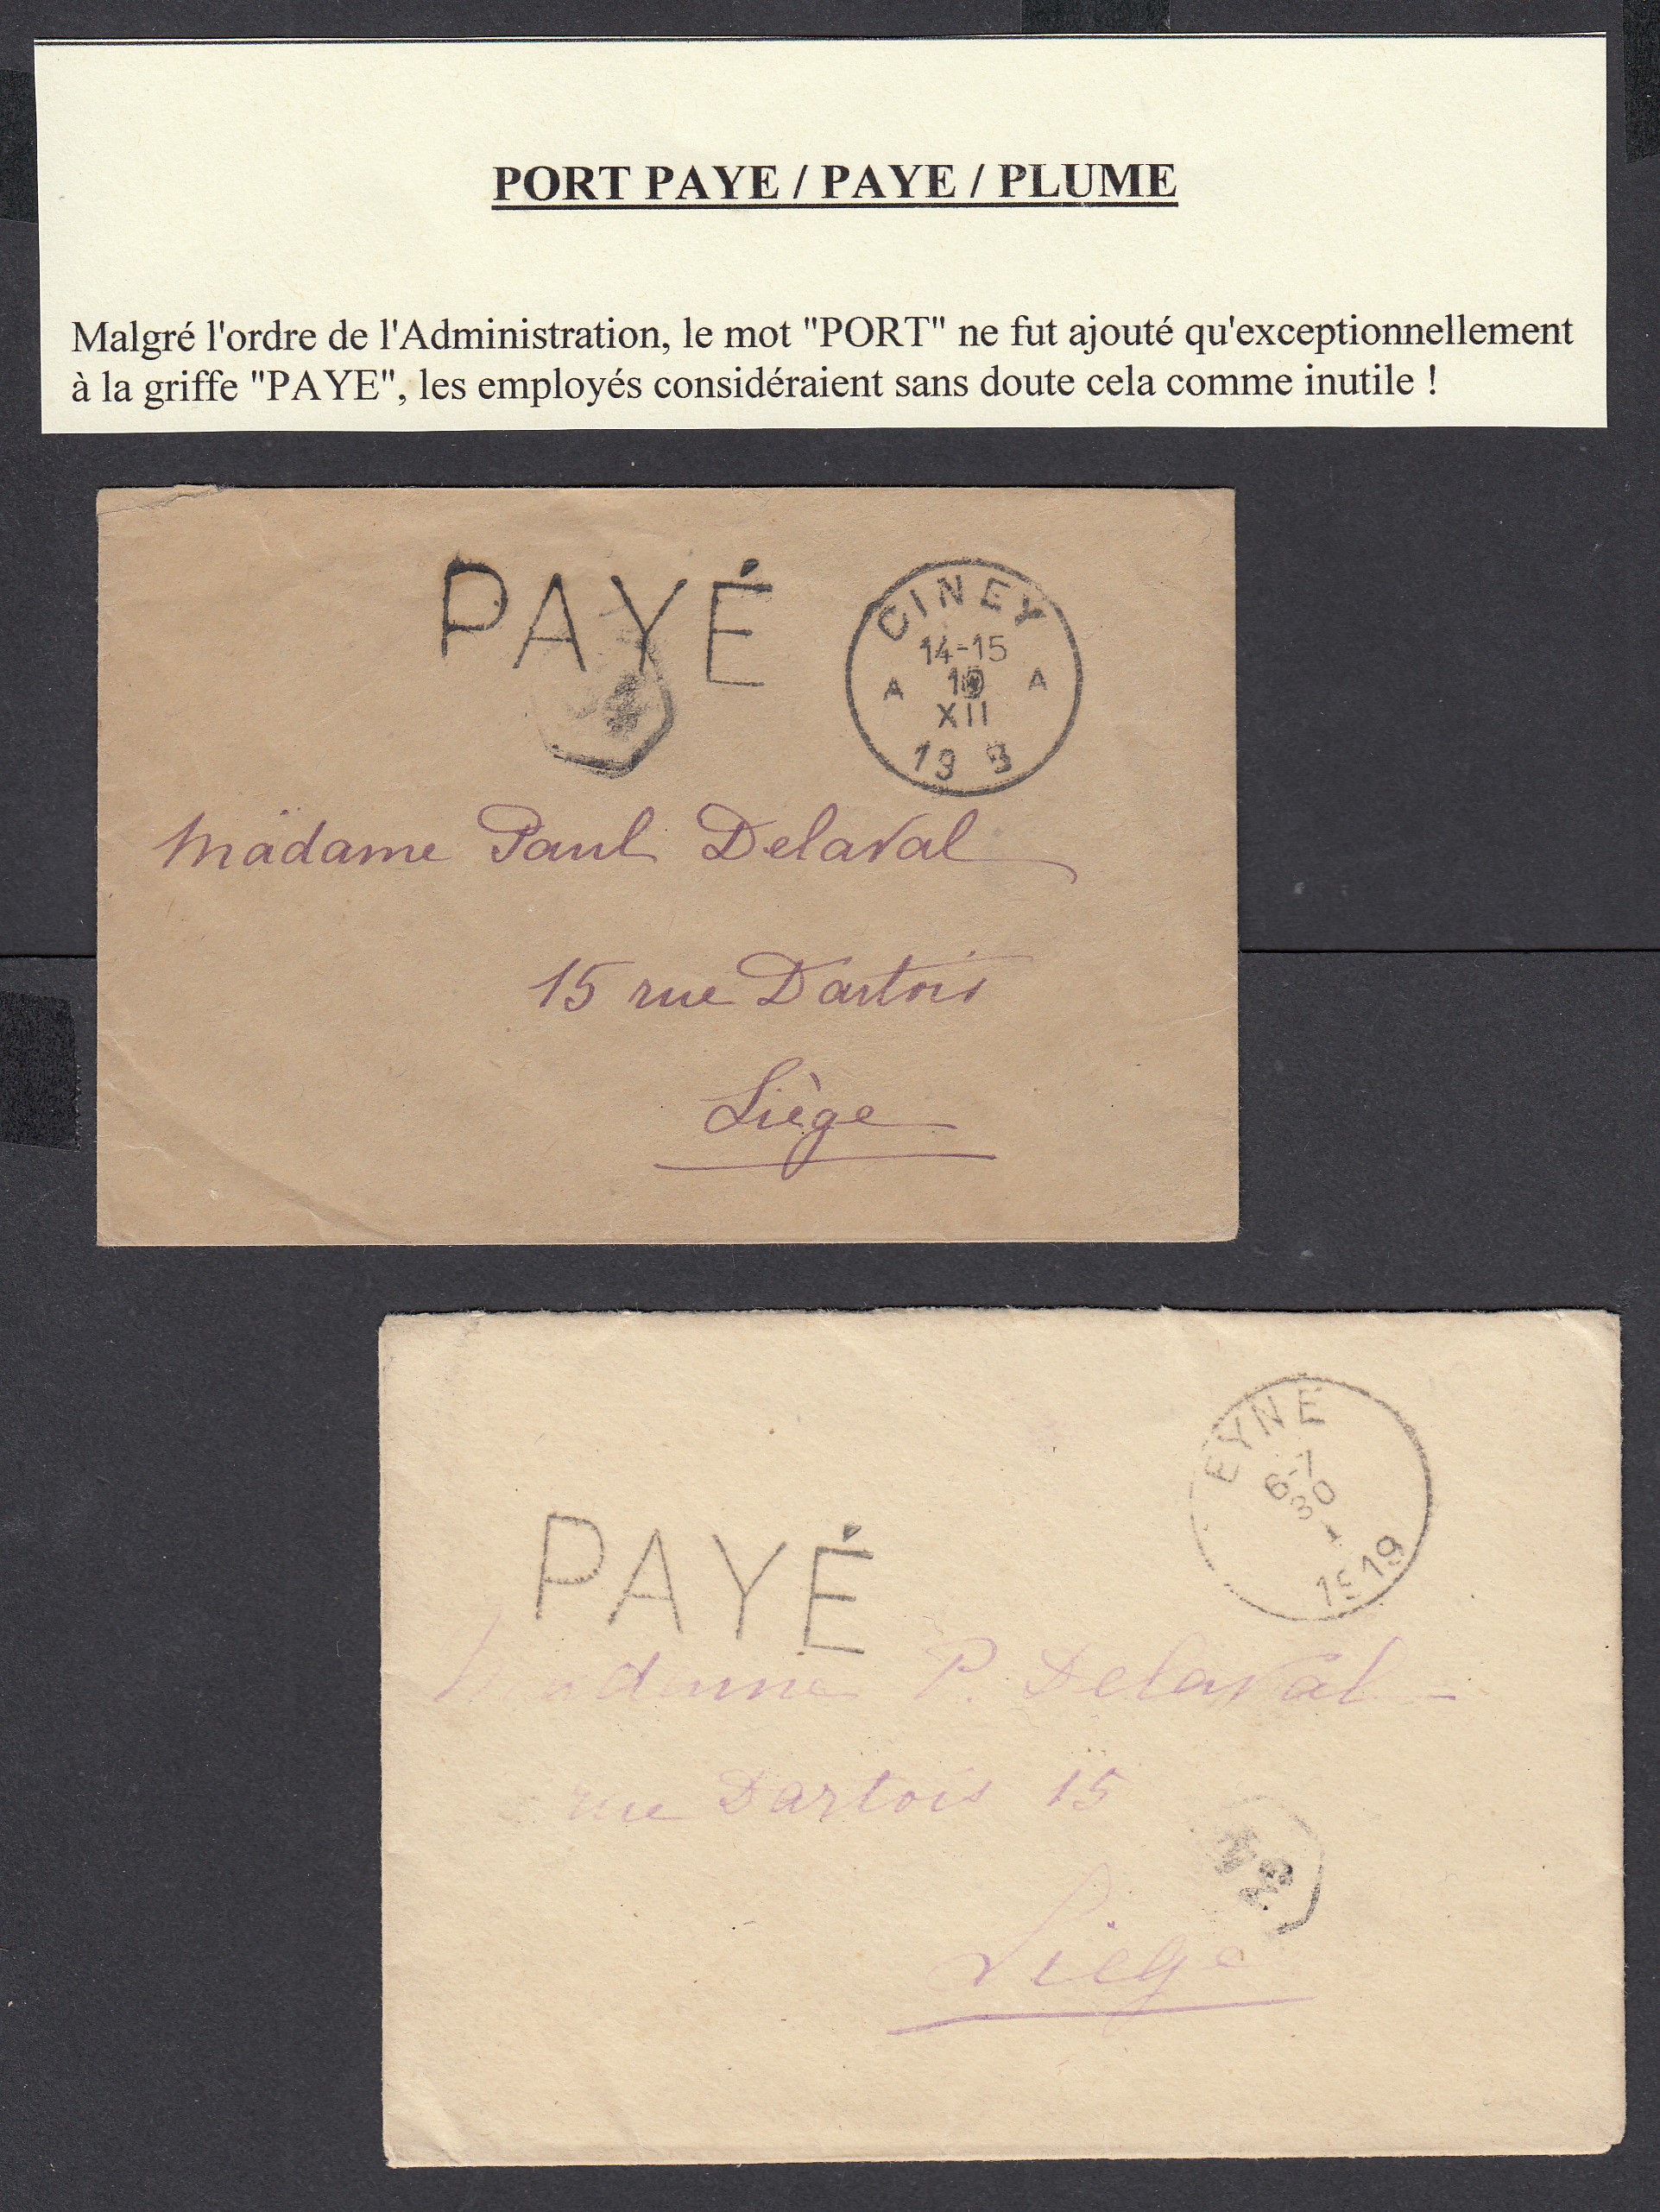 PORT PAYE / PAYE / PLUME
Malgré l'ordre de l'Administration, le mot "PORT" ne fut ajouté qu'exceptionnellement
à la griffe "PAYE", les employés considéraient sans doute cela comme inutile !
PAYÉ
CINEY
14-15
A A
XII
Madame Paul Delaval
15 rue Dartois
Liège
EYNE
6-7
30
1
1919
PAYÉ
Madame P. Delaval
rue Dartois 15
Liège